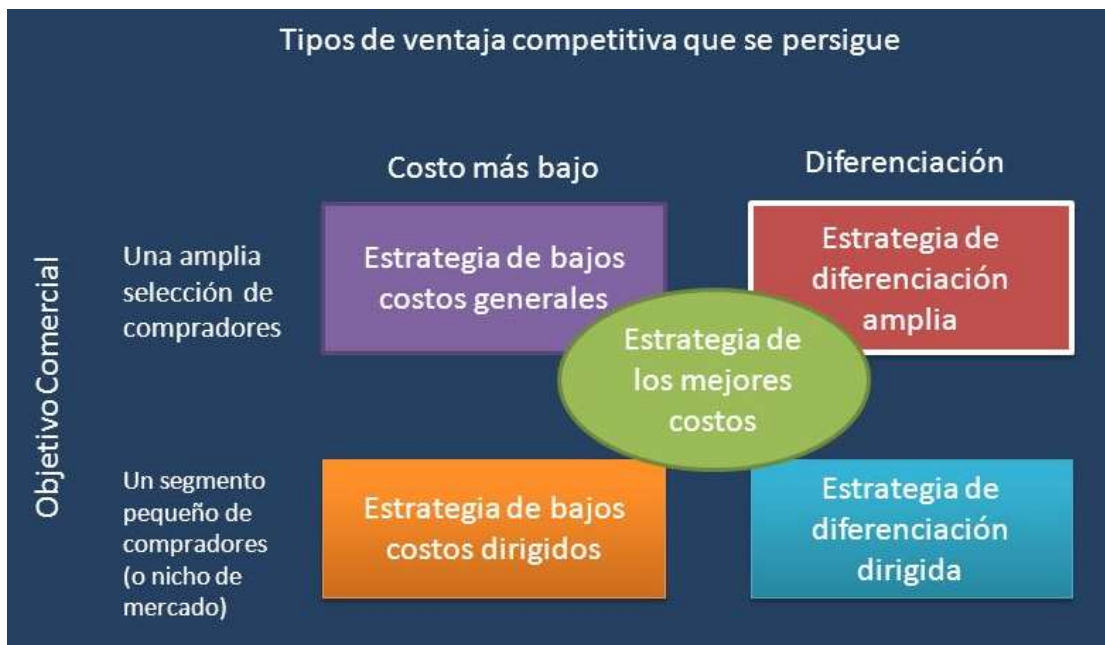 Tipos de ventaja competitiva que se persigue
Costo más bajo
Diferenciación
Objetivo Comercial
Una amplia
selección de
compradores
Estrategia de bajos
costos generales
Estrategia de
diferenciación
amplia
Estrategia de
los mejores
costos
Un segmento
pequeño de
compradores
(o nicho de
mercado)
Estrategia de bajos
costos dirigidos
Estrategia de
diferenciación
dirigida